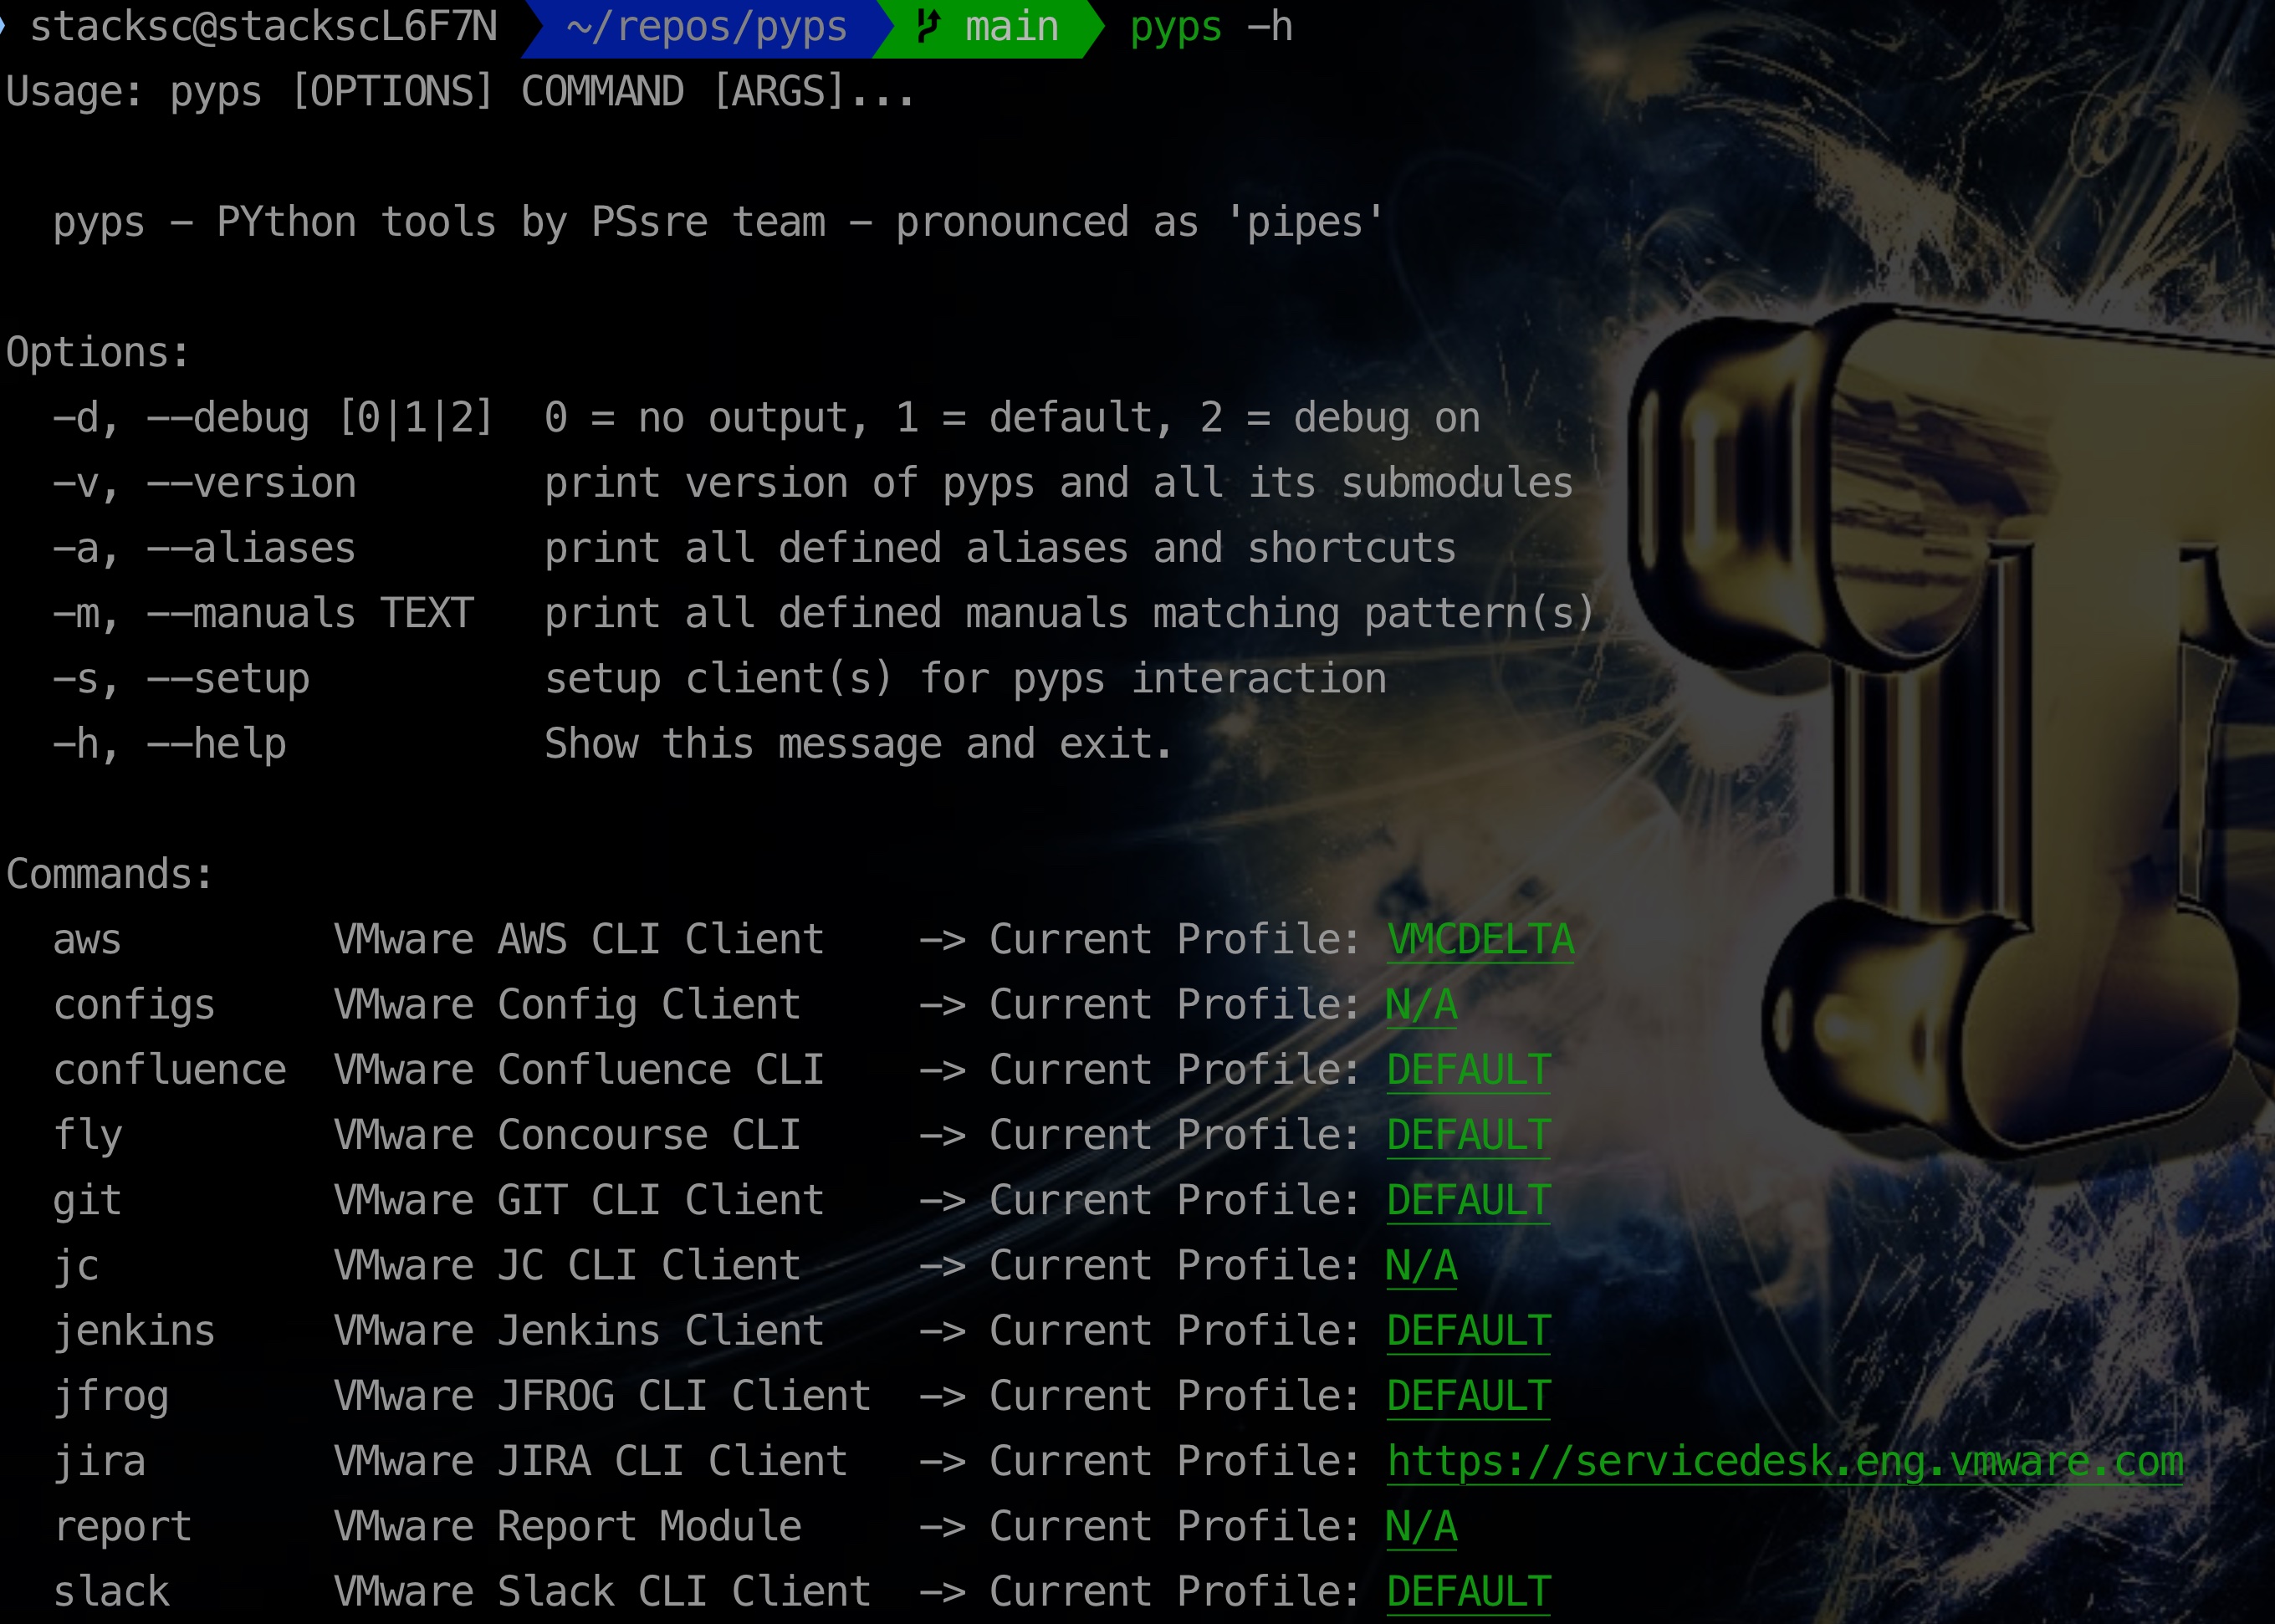 stacksc@stackscL6F7N ~/repos/pyps main pyps -h
Usage: pyps [OPTIONS] COMMAND [ARGS]...
pyps - PYthon tools by PSsre team - pronounced as 'pipes'
Options:
-d, --debug [0|1|2] 0 = no output, 1 = default, 2 = debug on
-v, --version print version of pyps and all its submodules
-a, --aliases print all defined aliases and shortcuts
-m, --manuals TEXT print all defined manuals matching pattern(s)
-s, --setup setup client(s) for pyps interaction
-h, --help Show this message and exit.
Commands:
aws VMware AWS CLI Client -> Current Profile: VMCDELTA
configs VMware Config Client -> Current Profile: N/A
confluence VMware Confluence CLI -> Current Profile: DEFAULT
fly VMware Concourse CLI -> Current Profile: DEFAULT
git VMware GIT CLI Client -> Current Profile: DEFAULT
jc VMware JC CLI Client -> Current Profile: N/A
jenkins VMware Jenkins Client -> Current Profile: DEFAULT
jfrog VMware JFROG CLI Client -> Current Profile: DEFAULT
jira VMware JIRA CLI Client -> Current Profile: https://servicedesk.eng.vmware.com
report VMware Report Module -> Current Profile: N/A
slack VMware Slack CLI Client -> Current Profile: DEFAULT